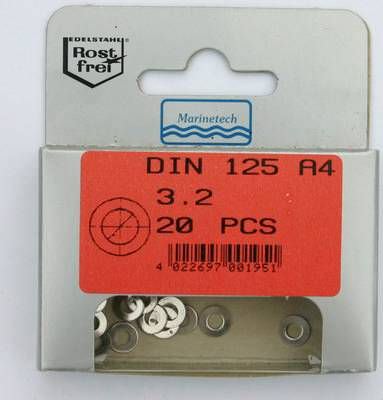 EDELSTAHL
Rost
frei
Marinetech
DIN 125 A4
3.2
20 PCS
4 022697 001951